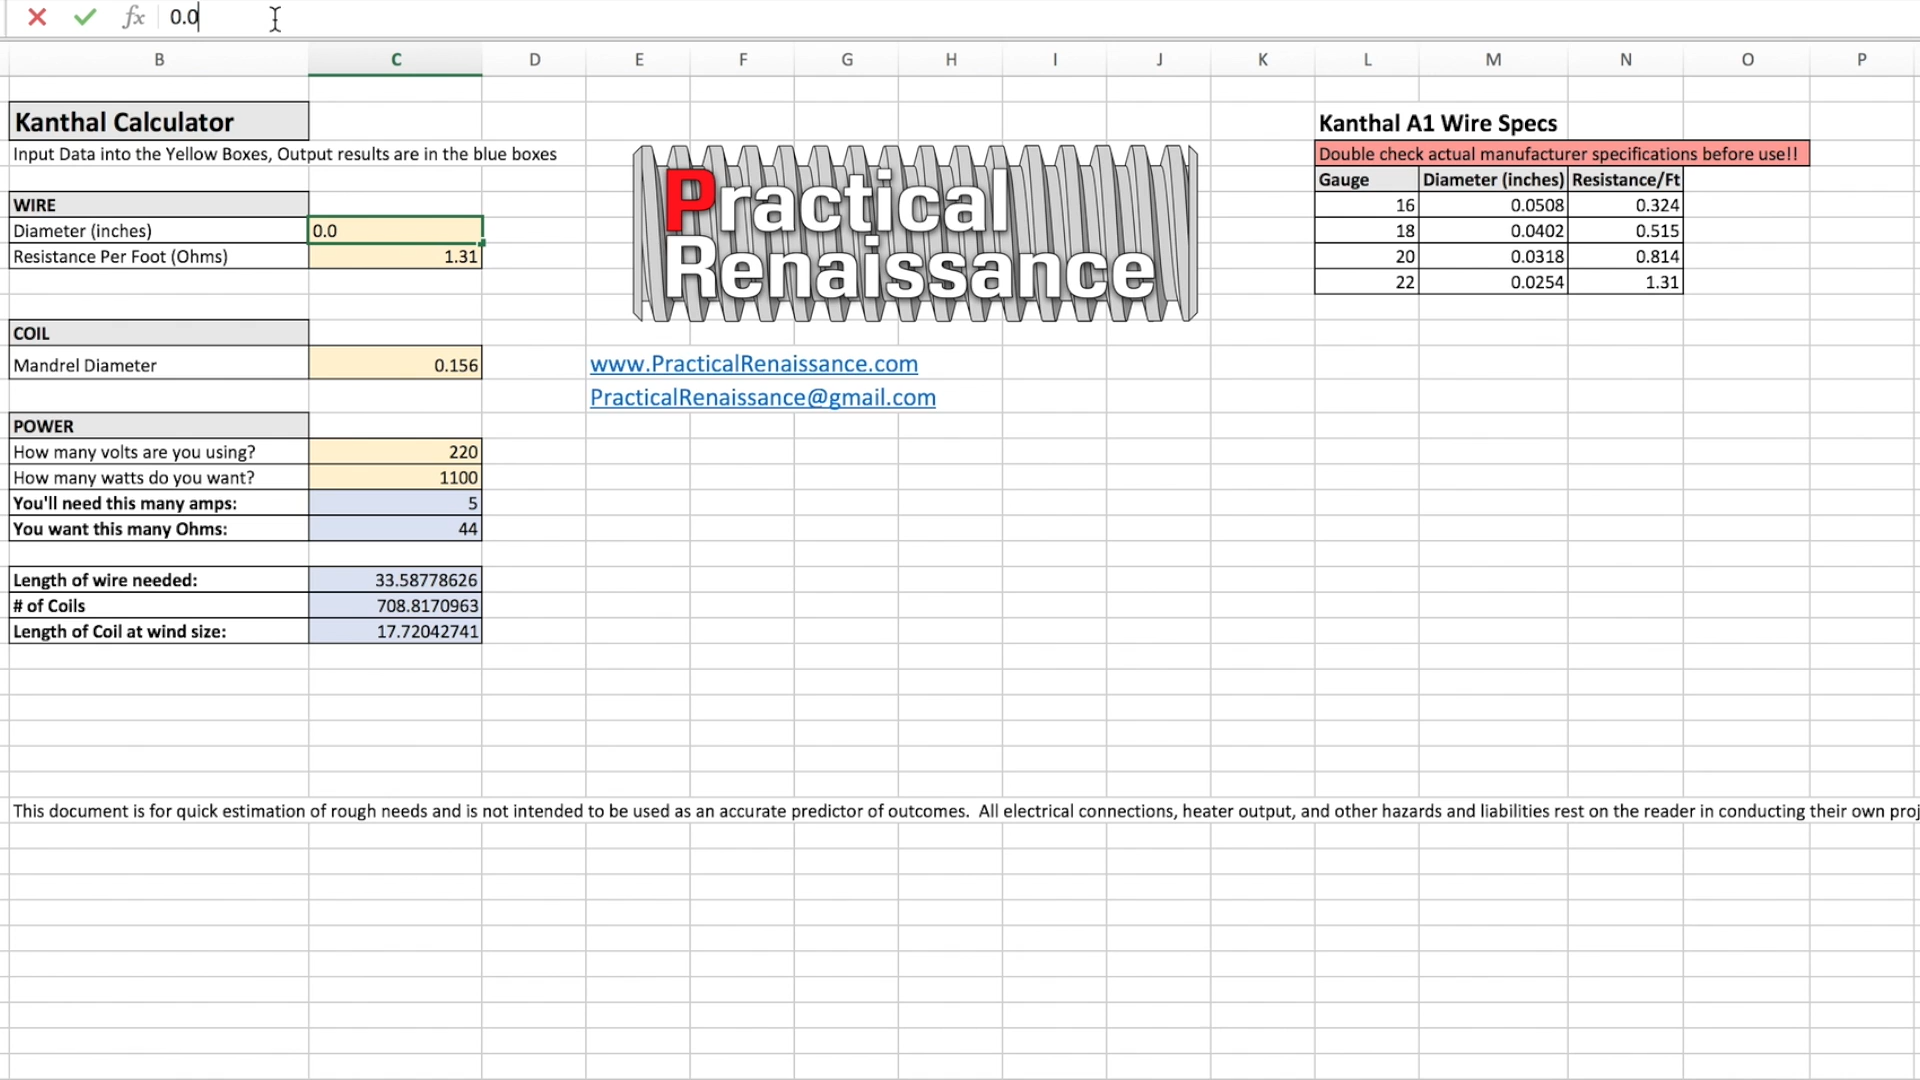 fx 0.0
B C D E F G H I J K L M N O P
Kanthal Calculator
Input Data into the Yellow Boxes, Output results are in the blue boxes
WIRE
Diameter (inches) 0.0
Resistance Per Foot (Ohms) 1.31
COIL
Mandrel Diameter 0.156
POWER
How many volts are you using? 220
How many watts do you want? 1100
You'll need this many amps: 5
You want this many Ohms: 44
Length of wire needed: 33.58778626
# of Coils 708.8170963
Length of Coil at wind size: 17.72042741
Practical
Renaissance
www.PracticalRenaissance.com
PracticalRenaissance@gmail.com
Kanthal A1 Wire Specs
Double check actual manufacturer specifications before use!!
Gauge Diameter (inches) Resistance/Ft
16 0.0508 0.324
18 0.0402 0.515
20 0.0318 0.814
22 0.0254 1.31
This document is for quick estimation of rough needs and is not intended to be used as an accurate predictor of outcomes.  All electrical connections, heater output, and other hazards and liabilities rest on the reader in conducting their own proj